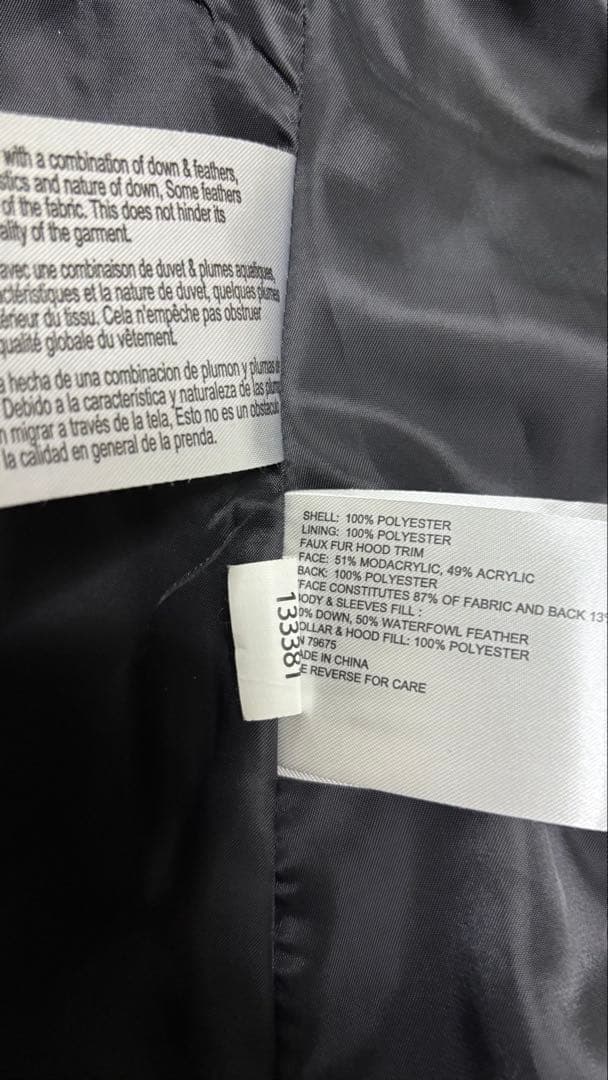 with a combination of down & feathers,
stics and nature of down, Some feathers
of the fabric. This does not hinder its
ality of the garment.
avec une combinaison de duvet & plumes aquatiques,
ctéristiques et la nature de duvet, quelques plumes
érieur du tissu. Cela n'empêche pas obstruer
qualité globale du vêtement.
a hecha de una combinacion de plumon y plumas
Debido a la caracteristica y naturaleza de las
n migrar a través de la tela, Esto no es un obstaculo
la calidad en general de la prenda.
SHELL: 100% POLYESTER
LINING: 100% POLYESTER
FAUX FUR HOOD TRIM
FACE: 51% MODACRYLIC, 49% ACRYLIC
BACK: 100% POLYESTER
FACE CONSTITUTES 87% OF FABRIC AND BACK 13%
ODY & SLEEVES FILL :
0% DOWN, 50% WATERFOWL FEATHER
OLLAR & HOOD FILL: 100% POLYESTER
N 79675
ADE IN CHINA
E REVERSE FOR CARE
133381